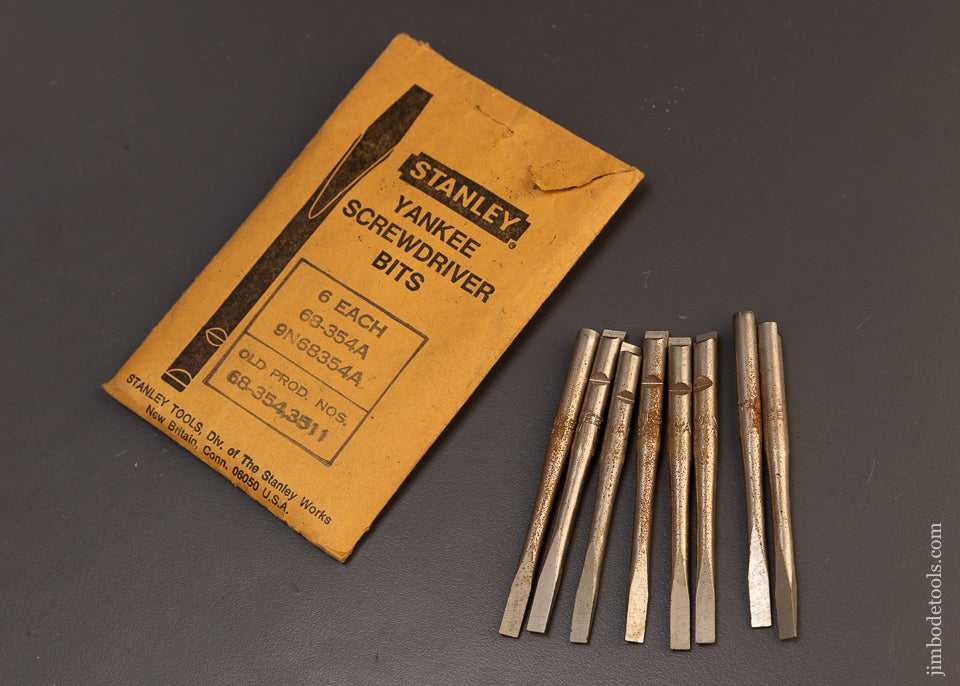 STANLEY®
YANKEE
SCREWDRIVER
BITS
6 EACH
68-354A
9N68354A
OLD PROD. NOS.
68-354,3511
STANLEY TOOLS, Div. of The Stanley Works
New Britain, Conn. 06050 U.S.A.
jimbodetools.com